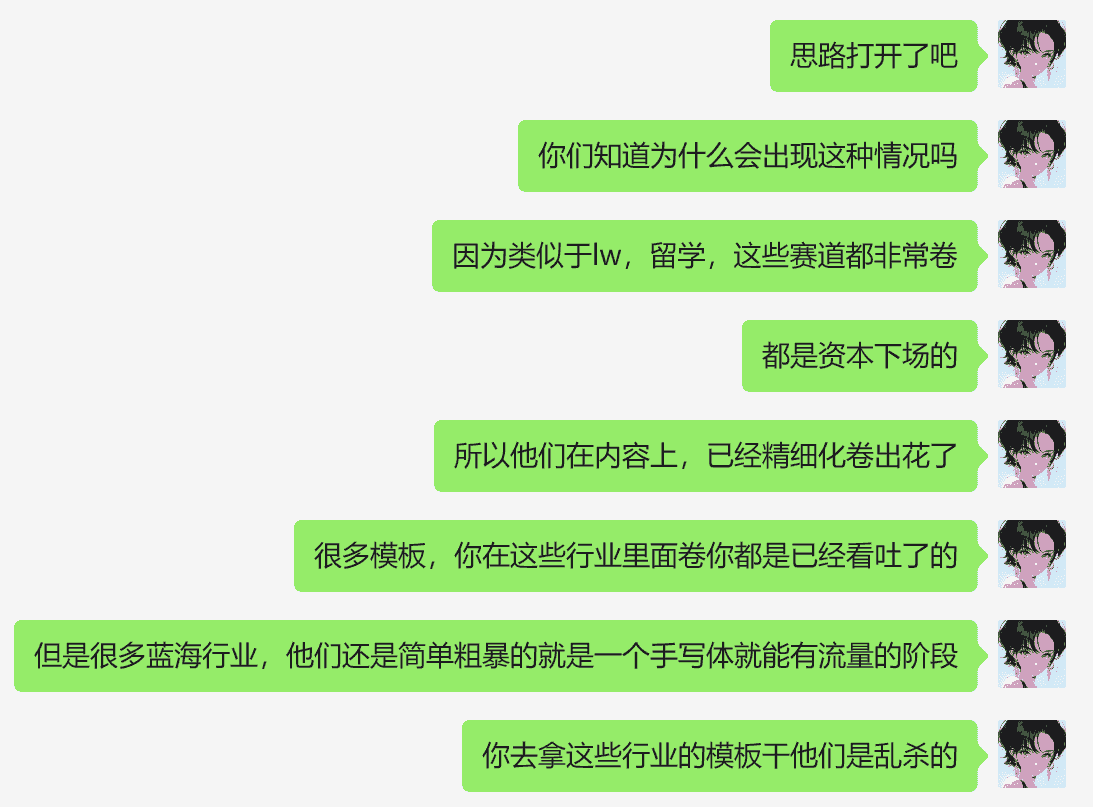 思路打开了吧
你们知道为什么会出现这种情况吗
因为类似于lw，留学，这些赛道都非常卷
都是资本下场的
所以他们在内容上，已经精细化卷出花了
很多模板，你在这些行业里面卷你都是已经看吐了的
但是很多蓝海行业，他们还是简单粗暴的就是一个手写体就能有流量的阶段
你去拿这些行业的模板干他们是乱杀的